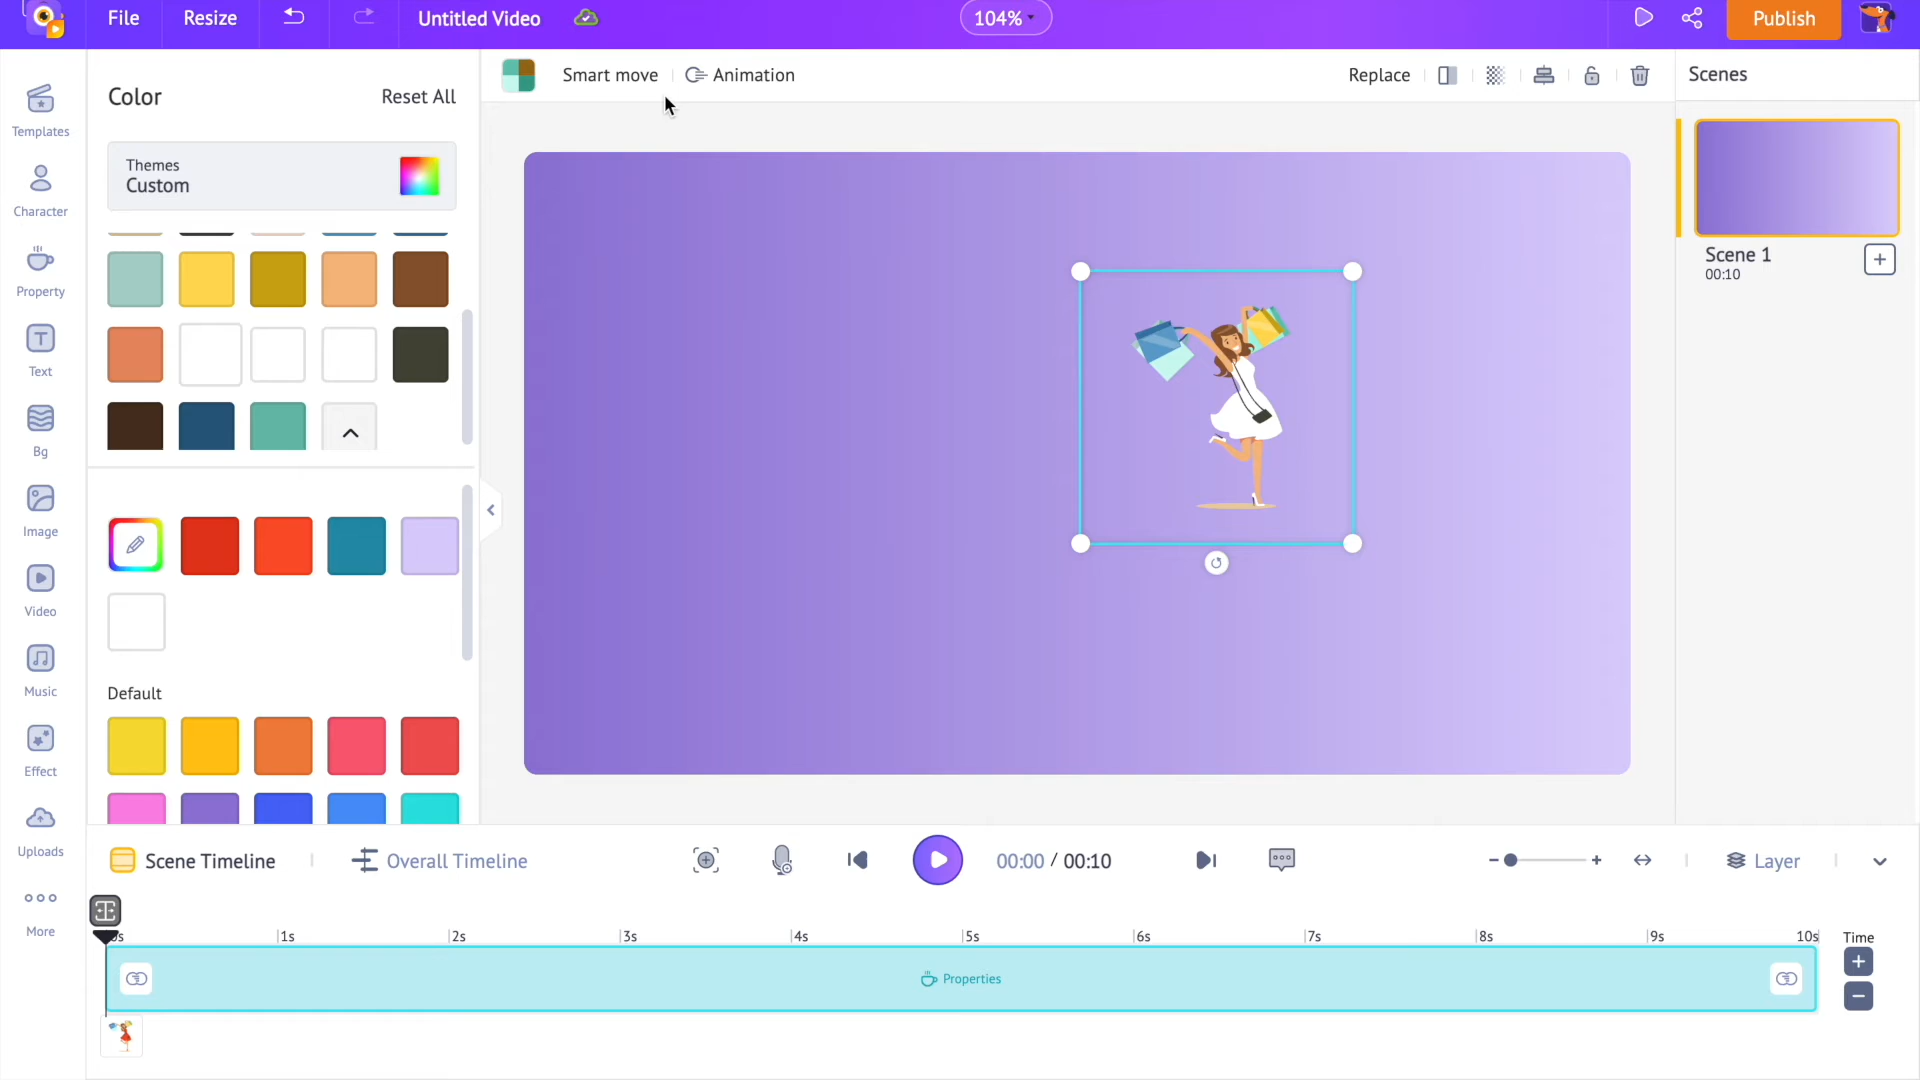 File Resize Untitled Video 104%
Publish
Smart move Animation Replace
Scenes
Color Reset All
Themes
Custom
Templates
Character
Property
Text
Bg
Image
Video
Music
Effect
Uploads
More
Scene 1
00:10
Default
Scene Timeline Overall Timeline 00:00 / 00:10 Layer
0s 1s 2s 3s 4s 5s 6s 7s 8s 9s 10s Time
Properties